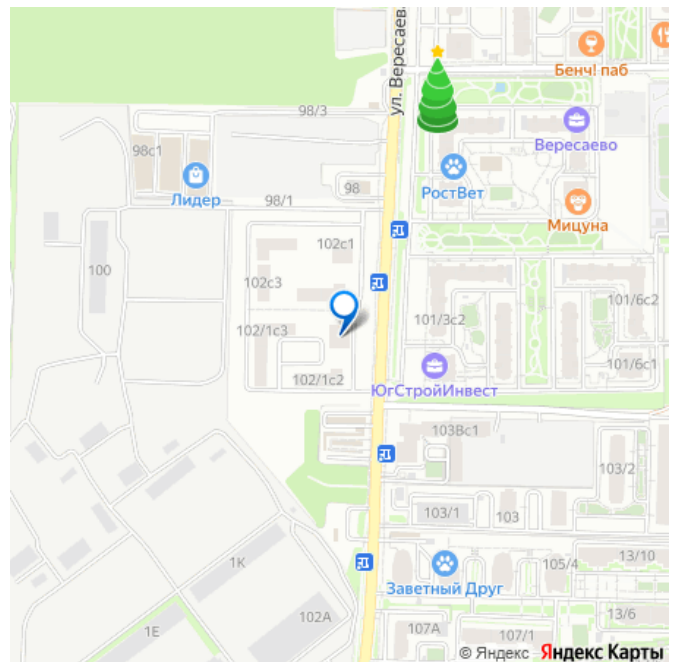 ул. Вересаева
Бенч! паб
98/3
98с1
Вересаево
Лидер
98
98/1
РостВет
Мицуна
102с1
100
102с3
101/6с2
101/3с2
102/1с3
101/6с1
102/1с2
ЮгСтройИнвест
103Вс1
103/2
103/1
103
1К
105/4
13/10
Заветный Друг
102А
13/6
1Е
107А
107/1
© Яндекс Яндекс Карты